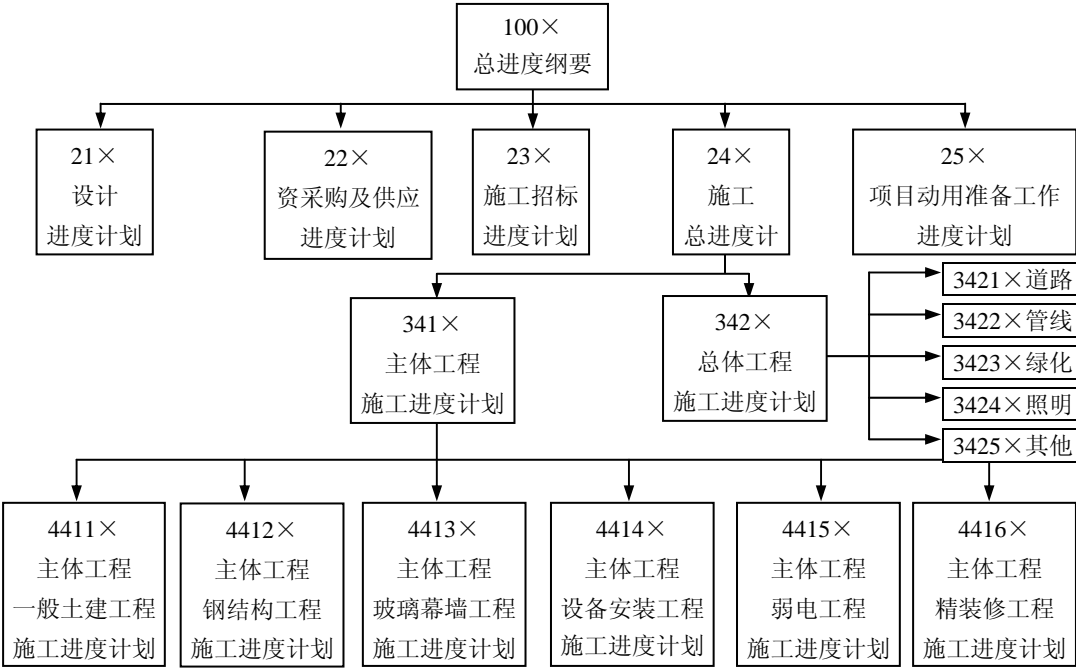 100×
总进度纲要
21×
设计
进度计划
22×
资采购及供应
进度计划
23×
施工招标
进度计划
24×
施工
总进度计
25×
项目动用准备工作
进度计划
341×
主体工程
施工进度计划
342×
总体工程
施工进度计划
3421×道路
3422×管线
3423×绿化
3424×照明
3425×其他
4411×
主体工程
一般土建工程
施工进度计划
4412×
主体工程
钢结构工程
施工进度计划
4413×
主体工程
玻璃幕墙工程
施工进度计划
4414×
主体工程
设备安装工程
施工进度计划
4415×
主体工程
弱电工程
施工进度计划
4416×
主体工程
精装修工程
施工进度计划